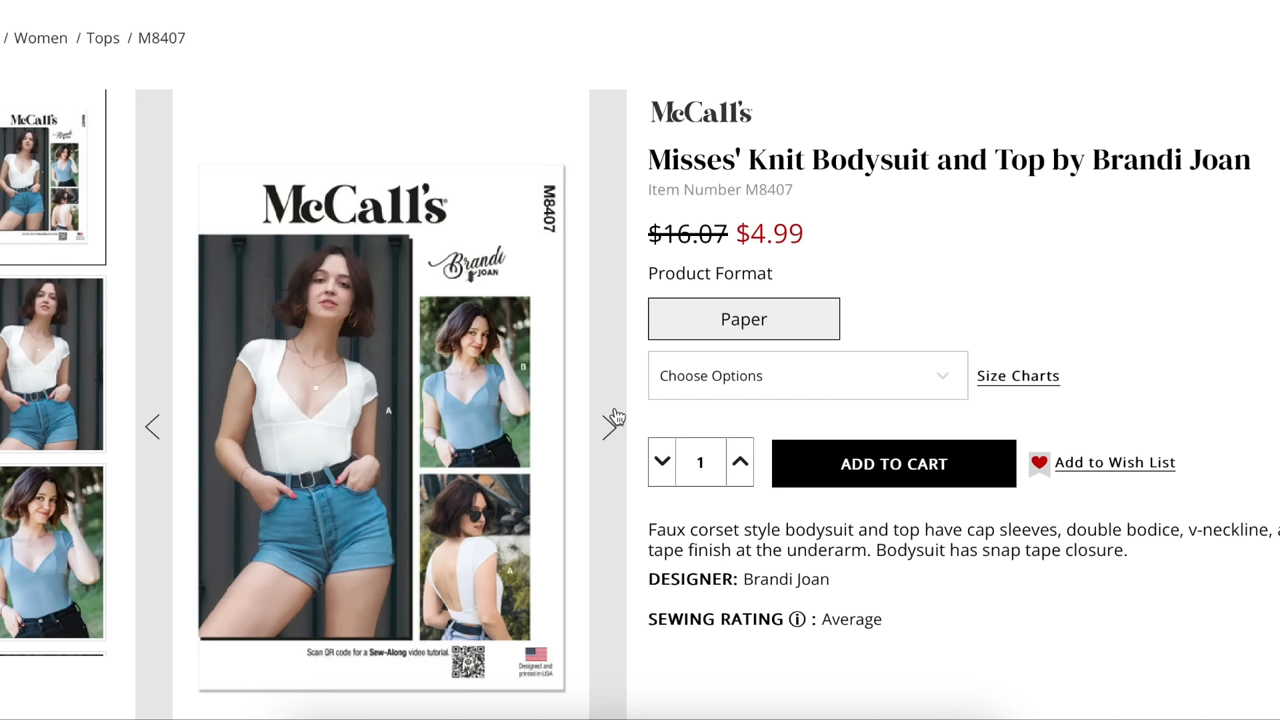 / Women / Tops / M8407
McCall's
Misses' Knit Bodysuit and Top by Brandi Joan
Item Number M8407
$16.07 $4.99
Product Format
Paper
Choose Options
Size Charts
1
ADD TO CART
Add to Wish List
Faux corset style bodysuit and top have cap sleeves, double bodice, v-neckline,
tape finish at the underarm. Bodysuit has snap tape closure.
DESIGNER: Brandi Joan
SEWING RATING ⓘ : Average
McCall's
M8407
Brandi
JOAN
A
B
A
Scan QR code for a Sew-Along video tutorial.
Designed and
printed in USA
McCall's